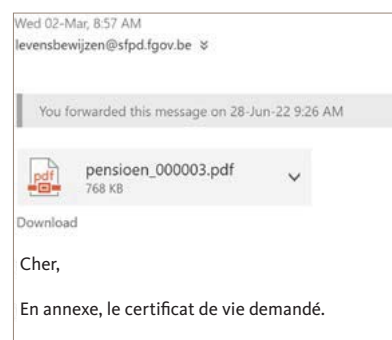 Wed 02-Mar, 8:57 AM
levensbewijzen@sfpd.fgov.be
You forwarded this message on 28-Jun-22 9:26 AM
pdf
pensioen_000003.pdf
768 KB
Download
Cher,
En annexe, le certificat de vie demandé.